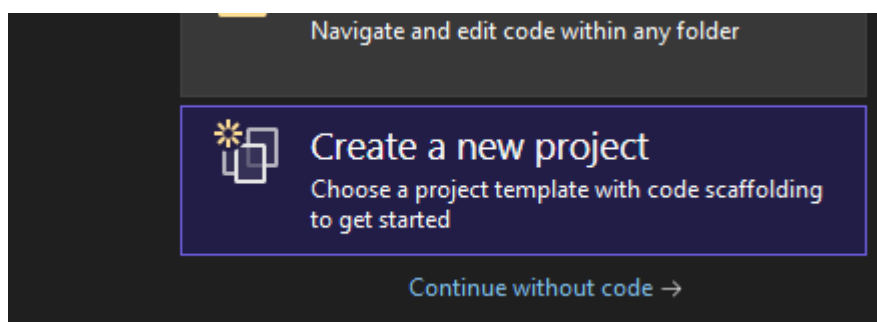 Navigate and edit code within any folder
Create a new project
Choose a project template with code scaffolding
to get started
Continue without code →